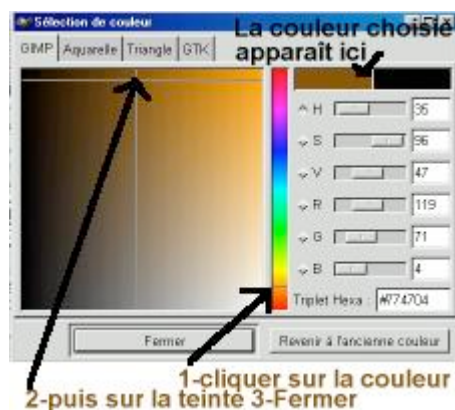 Sélection de couleur
La couleur choisie
apparaît ici
GIMP Aquarelle Triangle GTK
H 35
S 96
V 47
R 119
G 71
B 4
Triplet Hexa : #774704
Fermer Revenir à l'ancienne couleur
1-cliquer sur la couleur
2-puis sur la teinte 3-Fermer